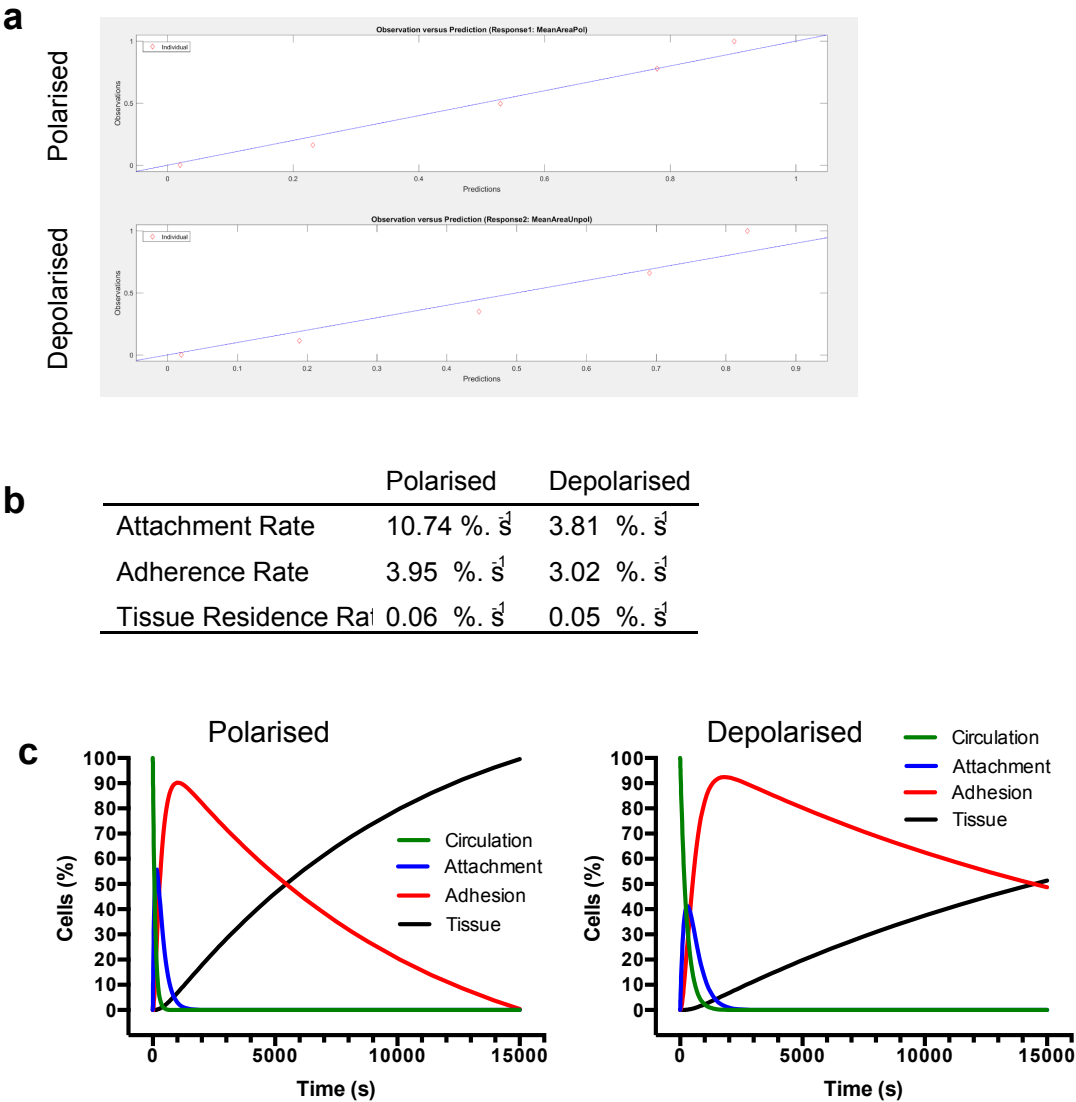 a
Polarised
Observation versus Prediction (Response1: MeanAreaPol)
Individual
Observations
1
0.5
0
0 0.2 0.4 0.6 0.8 1
Predictions
Depolarised
Observation versus Prediction (Response2: MeanAreaUnpol)
Individual
Observations
1
0.5
0
0 0.1 0.2 0.3 0.4 0.5 0.6 0.7 0.8 0.9
Predictions
b
Polarised Depolarised
Attachment Rate 10.74 %. s-1 3.81 %. s-1
Adherence Rate 3.95 %. s-1 3.02 %. s-1
Tissue Residence Rat 0.06 %. s-1 0.05 %. s-1
c
Polarised
Cells (%)
100
90
80
70
60
50
40
30
20
10
0
0 5000 10000 15000
Time (s)
Circulation
Attachment
Adhesion
Tissue
Depolarised
Circulation
Attachment
Adhesion
Tissue
Cells (%)
100
90
80
70
60
50
40
30
20
10
0
0 5000 10000 15000
Time (s)